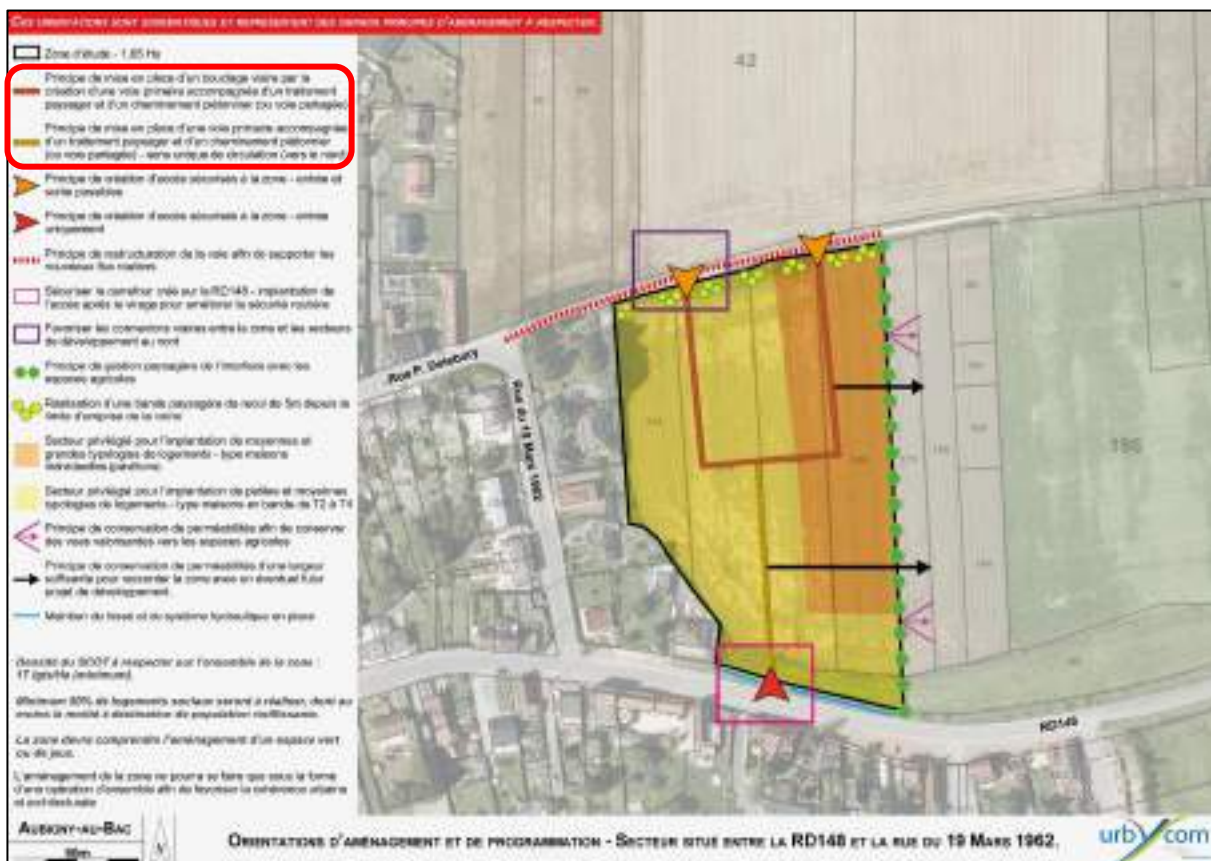 CES ORIENTATIONS SONT SCHÉMATIQUES ET REPRÉSENTENT DES GRANDS PRINCIPES D'AMÉNAGEMENT À RESPECTER.
Zone d'étude - 1,65 Ha
Principe de mise en place d'un bouclage viaire par la
création d'une voie primaire accompagnée d'un traitement
paysager et d'un cheminement piétonnier (ou voie partagée)
Principe de mise en place d'une voie primaire accompagnée
d'un traitement paysager et d'un cheminement piétonnier
(ou voie partagée) - sens unique de circulation (vers le nord)
Principe de création d'accès sécurisés à la zone - entrée et
sortie possibles
Principe de création d'accès sécurisés à la zone - entrée
uniquement
Principe de restructuration de la voie afin de supporter les
nouveaux flux routiers
Sécuriser le carrefour créé sur la RD148 - implantation de
l'accès après le virage pour améliorer la sécurité routière
Favoriser les connexions viaires entre la zone et les secteurs
de développement au nord
Principe de gestion paysagère de l'interface avec les
espaces agricoles
Réalisation d'une bande paysagère de recul de 5m depuis la
limite d'emprise de la voirie
Secteur privilégié pour l'implantation de moyennes et
grandes typologies de logements - type maisons
individuelles (pavillons)
Secteur privilégié pour l'implantation de petites et moyennes
typologies de logements - type maisons en bande de T2 à T4
Principe de conservation de perméabilités afin de conserver
des vues valorisantes vers les espaces agricoles
Principe de conservation de perméabilités d'une largeur
suffisante pour raccorder la zone avec un éventuel futur
projet de développement.
Maintien du fossé et du système hydraulique en place
Densité du SCOT à respecter sur l'ensemble de la zone :
17 lgts/Ha (minimum).
Minimum logements sociaux seront à réaliser, dont au
moins la moitié à destination de population vieillissante.
La zone devra comprendre l'aménagement d'un espace vert
ou de jeux.
L'aménagement de la zone ne pourra se faire que sous la forme
d'une opération d'ensemble afin de favoriser la cohérence urbaine
et architecturale
43
196
Rue du 19 Mars 1962
RD148
AUBIGNY-AU-BAC
50m
N
ORIENTATIONS D'AMÉNAGEMENT ET DE PROGRAMMATION - SECTEUR SITUÉ ENTRE LA RD148 ET LA RUE DU 19 MARS 1962.
urbycom